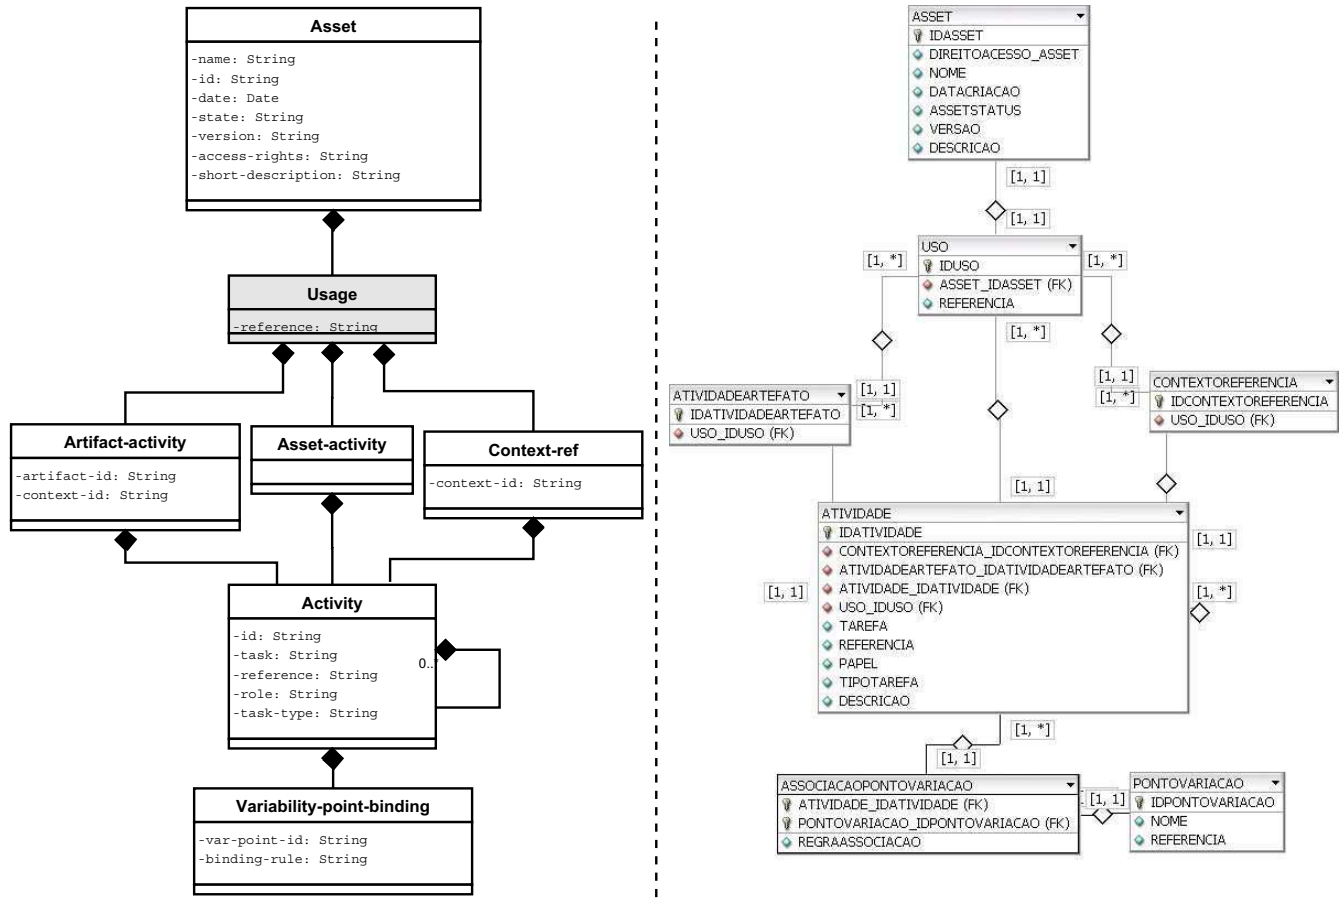 Asset
-name: String
-id: String
-date: Date
-state: String
-version: String
-access-rights: String
-short-description: String
Usage
-reference: String
Artifact-activity
-artifact-id: String
-context-id: String
Asset-activity
Context-ref
-context-id: String
Activity
-id: String
-task: String
-reference: String
-role: String
-task-type: String
0..*
Variability-point-binding
-var-point-id: String
-binding-rule: String
ASSET
IDASSET
DIREITOACESSO_ASSET
NOME
DATACRIACAO
ASSETSTATUS
VERSAO
DESCRICAO
[1, 1]
[1, 1]
USO
IDUSO
ASSET_IDASSET (FK)
REFERENCIA
[1, *]
[1, *]
[1, *]
ATIVIDADEARTEFATO
IDATIVIDADEARTEFATO
USO_IDUSO (FK)
[1, 1]
[1, *]
[1, 1]
[1, *]
CONTEXTOREFERENCIA
IDCONTEXTOREFERENCIA
USO_IDUSO (FK)
[1, 1]
ATIVIDADE
IDATIVIDADE
CONTEXTOREFERENCIA_IDCONTEXTOREFERENCIA (FK)
ATIVIDADEARTEFATO_IDATIVIDADEARTEFATO (FK)
ATIVIDADE_IDATIVIDADE (FK)
USO_IDUSO (FK)
TAREFA
REFERENCIA
PAPEL
TIPOTAREFA
DESCRICAO
[1, 1]
[1, 1]
[1, *]
[1, *]
[1, 1]
ASSOCIACAOPONTOVARIACAO
ATIVIDADE_IDATIVIDADE (FK)
PONTOVARIACAO_IDPONTOVARIACAO (FK)
REGRAASSOCIACAO
[1, 1]
PONTOVARIACAO
IDPONTOVARIACAO
NOME
REFERENCIA